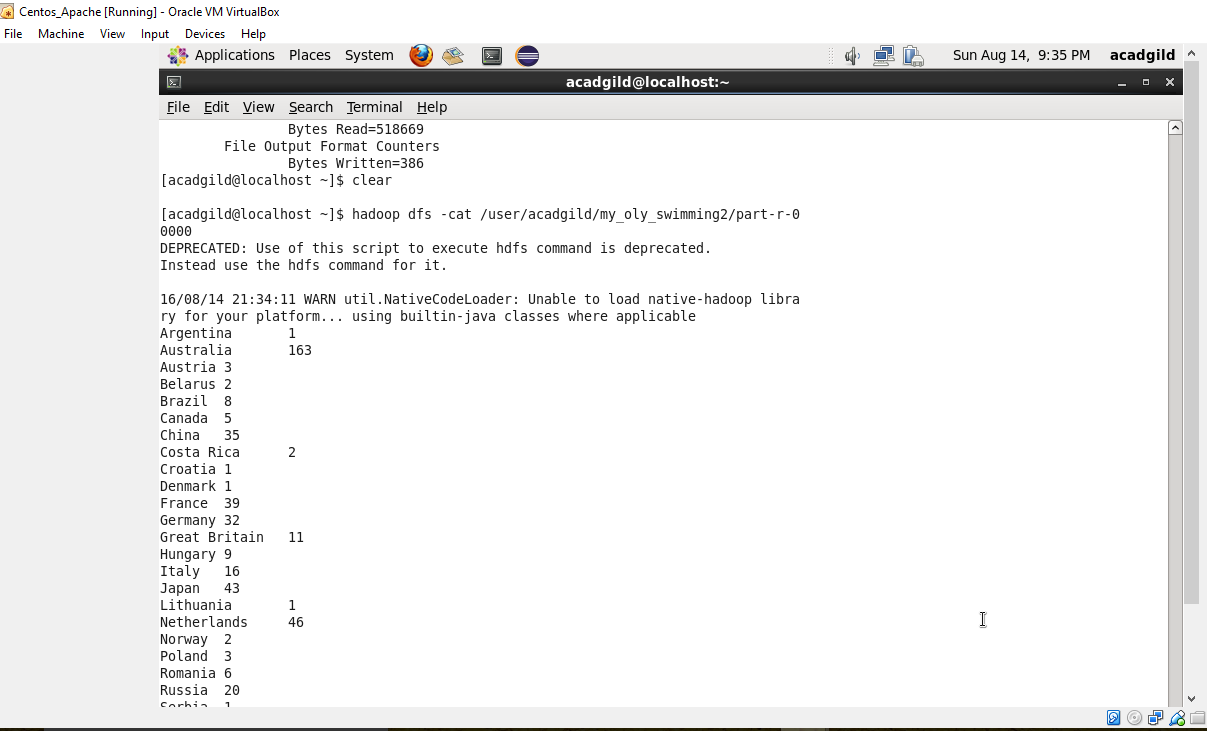 Centos_Apache [Running] - Oracle VM VirtualBox
File Machine View Input Devices Help
Applications Places System Sun Aug 14, 9:35 PM acadgild
acadgild@localhost:~
File Edit View Search Terminal Help
Bytes Read=518669
File Output Format Counters
Bytes Written=386
[acadgild@localhost ~]$ clear
[acadgild@localhost ~]$ hadoop dfs -cat /user/acadgild/my_oly_swimming2/part-r-0
0000
DEPRECATED: Use of this script to execute hdfs command is deprecated.
Instead use the hdfs command for it.
16/08/14 21:34:11 WARN util.NativeCodeLoader: Unable to load native-hadoop libra
ry for your platform... using builtin-java classes where applicable
Argentina 1
Australia 163
Austria 3
Belarus 2
Brazil 8
Canada 5
China 35
Costa Rica 2
Croatia 1
Denmark 1
France 39
Germany 32
Great Britain 11
Hungary 9
Italy 16
Japan 43
Lithuania 1
Netherlands 46
Norway 2
Poland 3
Romania 6
Russia 20
Serbia 1